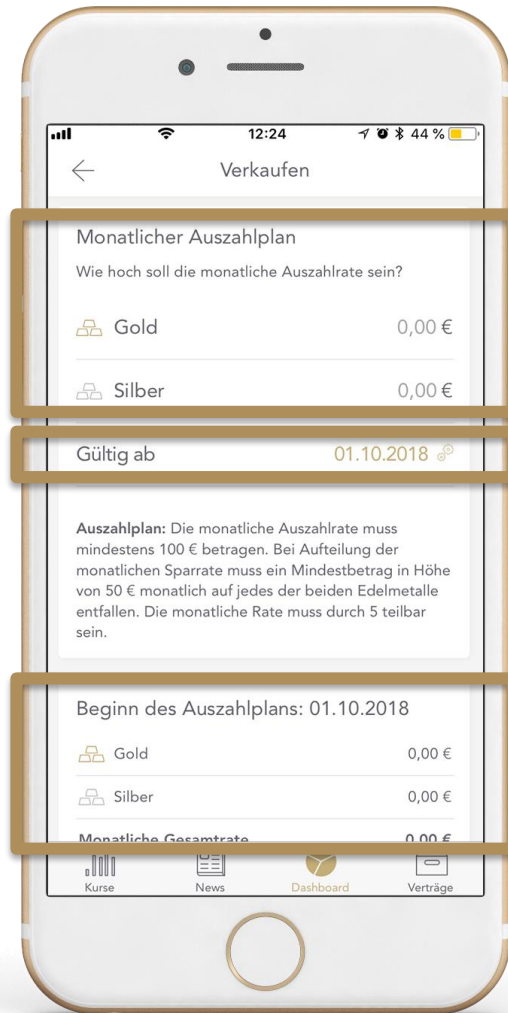 12:24
44 %
Verkaufen
Monatlicher Auszahlplan
Wie hoch soll die monatliche Auszahlrate sein?
Gold 0,00 €
Silber 0,00 €
Gültig ab 01.10.2018
Auszahlplan: Die monatliche Auszahlrate muss
mindestens 100 € betragen. Bei Aufteilung der
monatlichen Sparrate muss ein Mindestbetrag in Höhe
von 50 € monatlich auf jedes der beiden Edelmetalle
entfallen. Die monatliche Rate muss durch 5 teilbar
sein.
Beginn des Auszahlplans: 01.10.2018
Gold 0,00 €
Silber 0,00 €
Monatliche Gesamtrate 0,00 €
Kurse News Dashboard Verträge